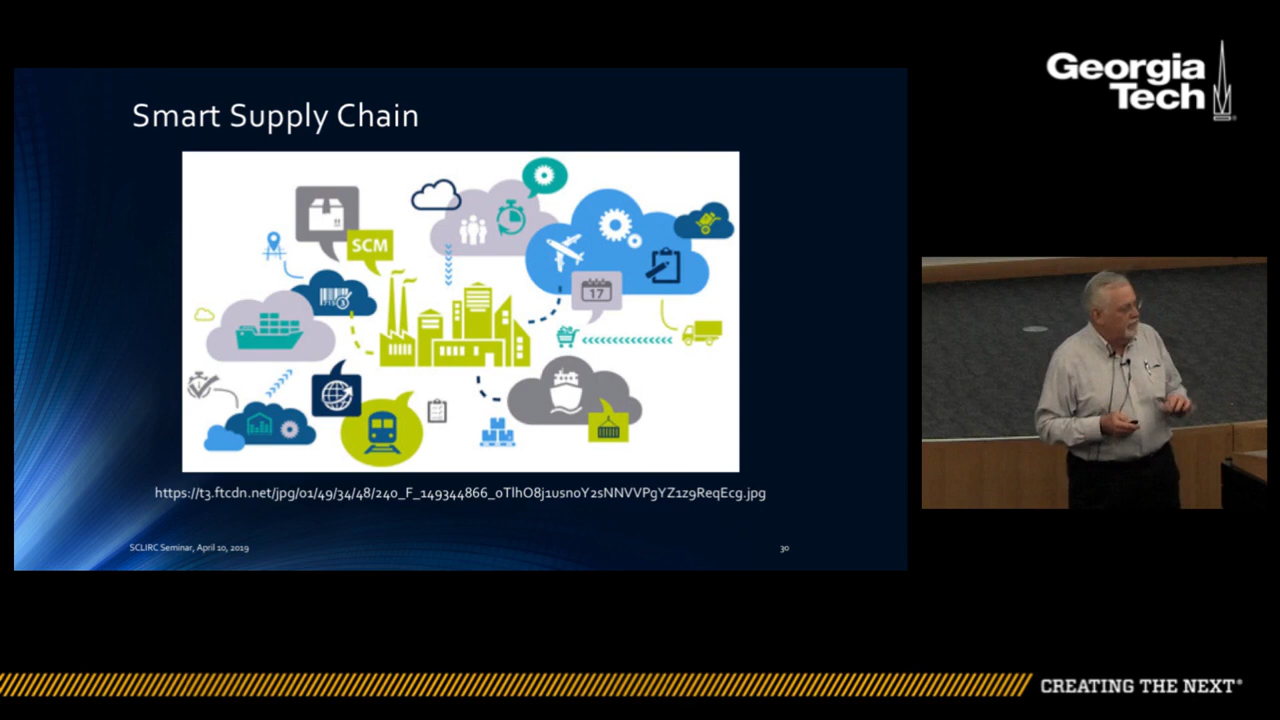 Smart Supply Chain
SCM
17
https://t3.ftcdn.net/jpg/01/49/34/48/240_F_149344866_oTlhO8j1usnoY2sNNVVPgYZ1z9ReqEcg.jpg
SCLIRC Seminar, April 10, 2019
30
Georgia
Tech
CREATING THE NEXT®